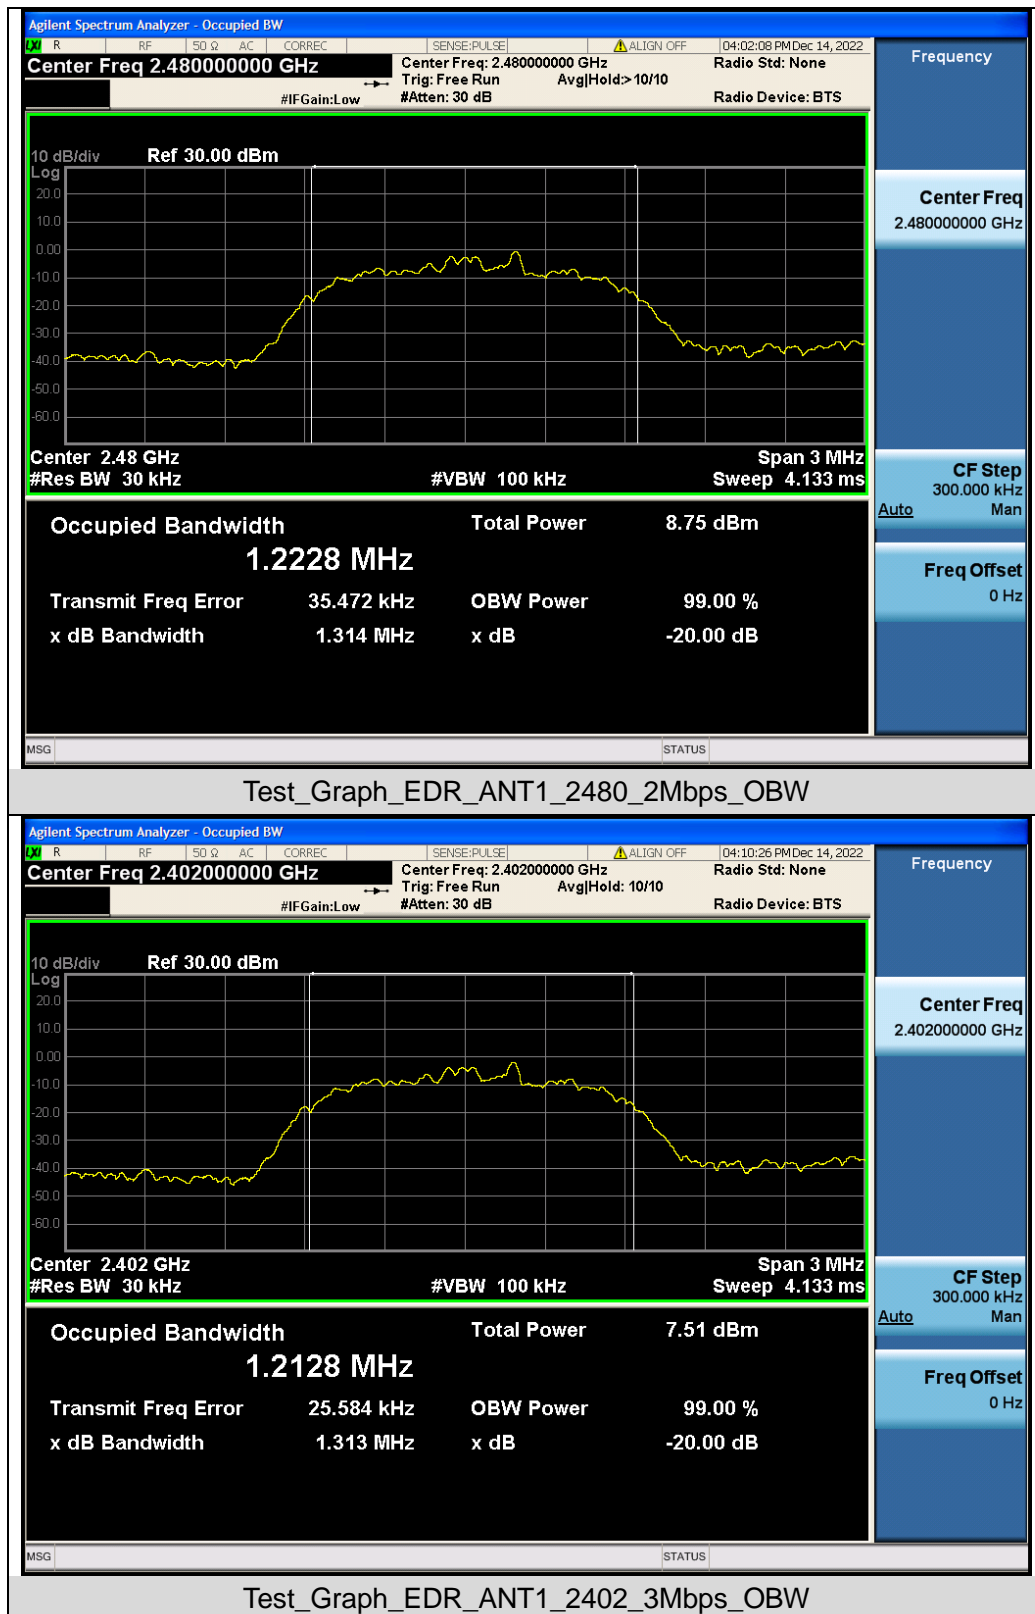 Agilent Spectrum Analyzer - Occupied BW
LXI R RF 50 Ω AC CORREC SENSE:PULSE ALIGN OFF 04:02:08 PM Dec 14, 2022
Center Freq 2.480000000 GHz
Center Freq: 2.480000000 GHz Radio Std: None
Trig: Free Run Avg|Hold:>10/10
#IFGain:Low #Atten: 30 dB Radio Device: BTS
Frequency
10 dB/div Ref 30.00 dBm
Log
20.0
10.0
0.00
-10.0
-20.0
-30.0
-40.0
-50.0
-60.0
Center 2.48 GHz Span 3 MHz
#Res BW 30 kHz #VBW 100 kHz Sweep 4.133 ms
Occupied Bandwidth Total Power 8.75 dBm
1.2228 MHz
Transmit Freq Error 35.472 kHz OBW Power 99.00 %
x dB Bandwidth 1.314 MHz x dB -20.00 dB
Center Freq
2.480000000 GHz
CF Step
300.000 kHz
Auto Man
Freq Offset
0 Hz
MSG STATUS
Test_Graph_EDR_ANT1_2480_2Mbps_OBW
Agilent Spectrum Analyzer - Occupied BW
LXI R RF 50 Ω AC CORREC SENSE:PULSE ALIGN OFF 04:10:26 PM Dec 14, 2022
Center Freq 2.402000000 GHz
Center Freq: 2.402000000 GHz Radio Std: None
Trig: Free Run Avg|Hold: 10/10
#IFGain:Low #Atten: 30 dB Radio Device: BTS
Frequency
10 dB/div Ref 30.00 dBm
Log
20.0
10.0
0.00
-10.0
-20.0
-30.0
-40.0
-50.0
-60.0
Center 2.402 GHz Span 3 MHz
#Res BW 30 kHz #VBW 100 kHz Sweep 4.133 ms
Occupied Bandwidth Total Power 7.51 dBm
1.2128 MHz
Transmit Freq Error 25.584 kHz OBW Power 99.00 %
x dB Bandwidth 1.313 MHz x dB -20.00 dB
Center Freq
2.402000000 GHz
CF Step
300.000 kHz
Auto Man
Freq Offset
0 Hz
MSG STATUS
Test_Graph_EDR_ANT1_2402_3Mbps_OBW